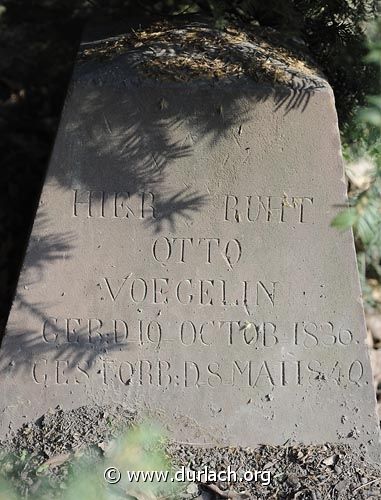 HIER RUHT
OTTO
VOEGELIN
GEB: D 19 OCTOB 1836.
GESTORB: D. 8 MAI 1840
© www.durlach.org